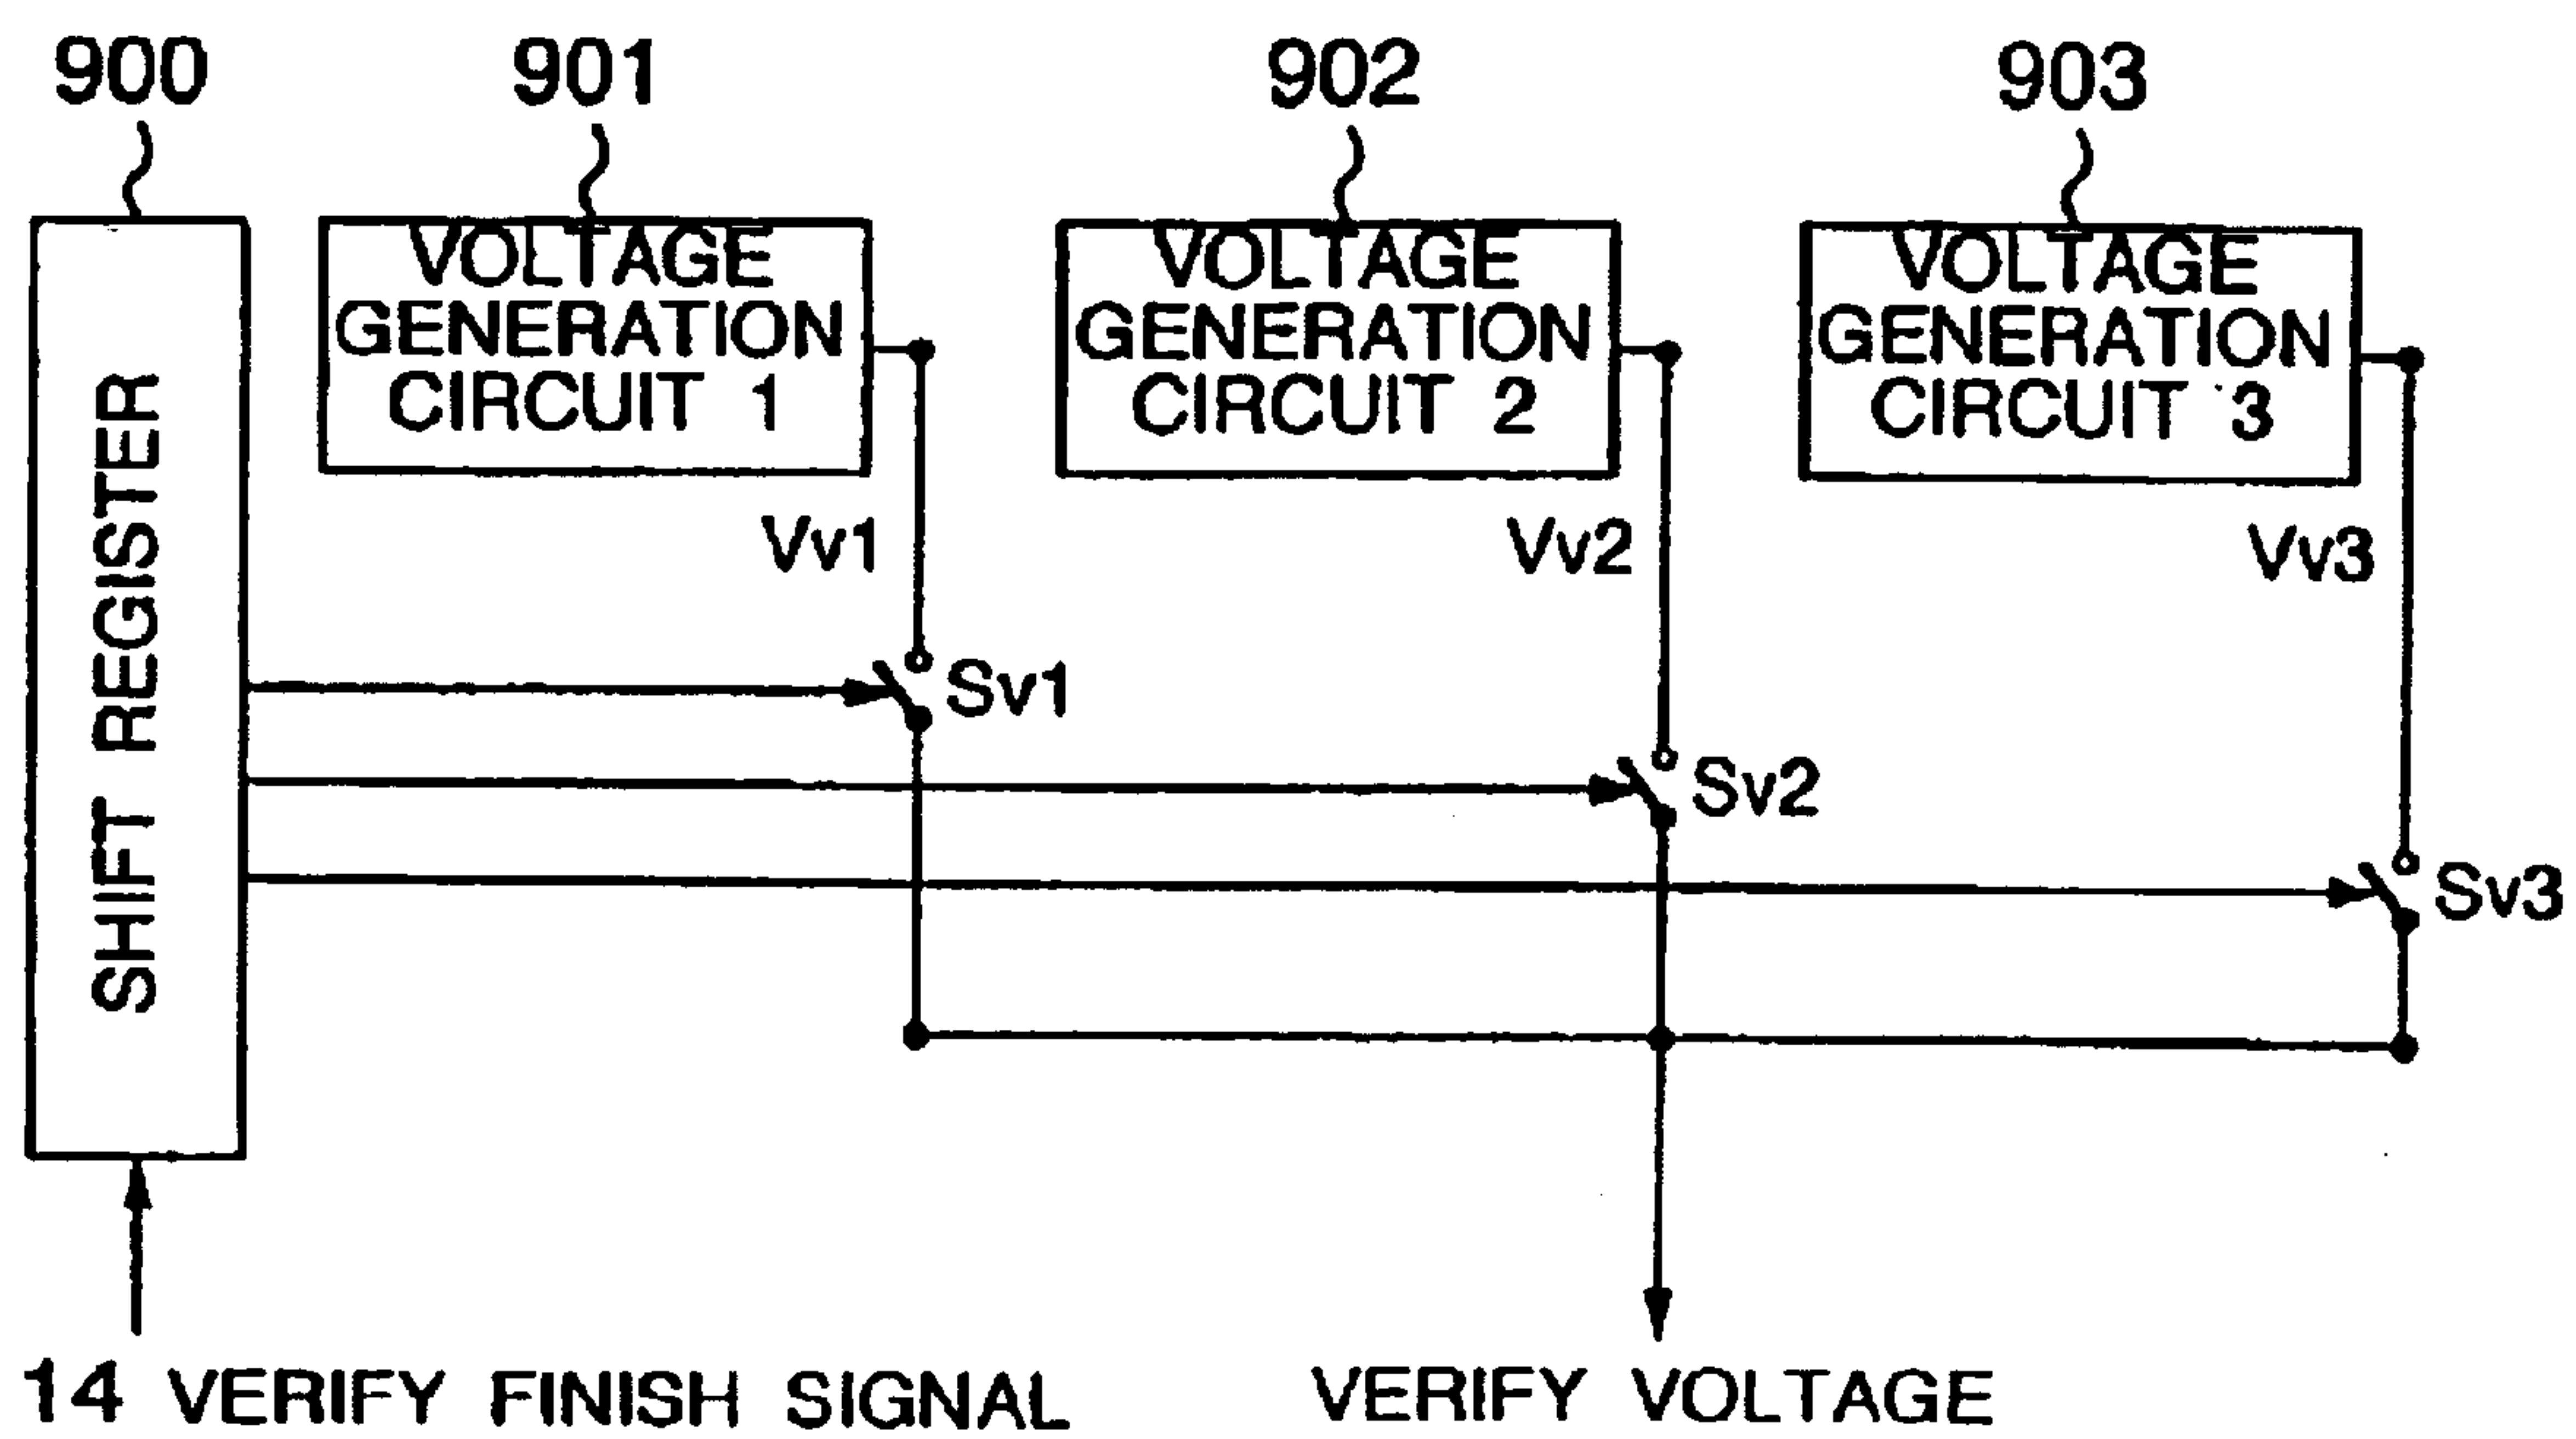 900
901
902
903
VOLTAGE
GENERATION
CIRCUIT 1
VOLTAGE
GENERATION
CIRCUIT 2
VOLTAGE
GENERATION
CIRCUIT 3
SHIFT REGISTER
Vv1
Vv2
Vv3
Sv1
Sv2
Sv3
14 VERIFY FINISH SIGNAL
VERIFY VOLTAGE